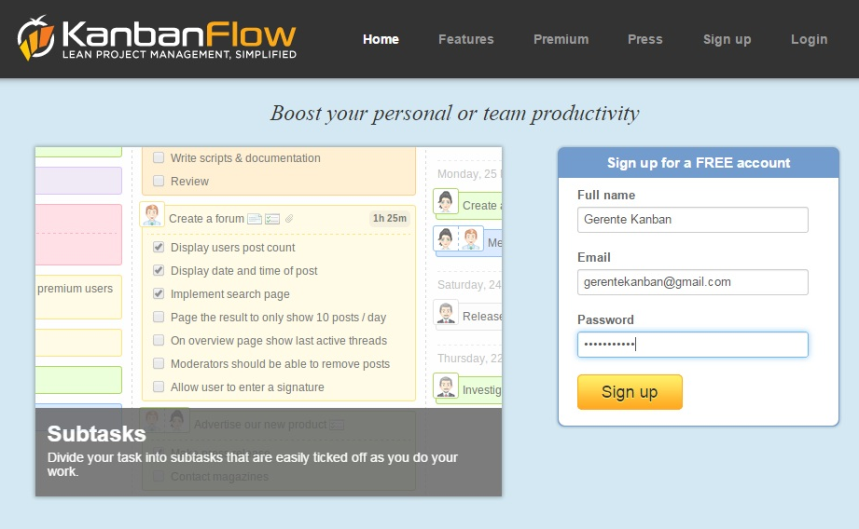 KanbanFlow
LEAN PROJECT MANAGEMENT, SIMPLIFIED
Home Features Premium Press Sign up Login
Boost your personal or team productivity
premium users
Write scripts & documentation
Review
Create a forum 1h 25m
Display users post count
Display date and time of post
Implement search page
Page the result to only show 10 posts / day
On overview page show last active threads
Moderators should be able to remove posts
Allow user to enter a signature
Advertise our new product
Contact magazines
Monday, 25
Create
Me
Saturday, 24
Release
Thursday, 22
Investig
Subtasks
Divide your task into subtasks that are easily ticked off as you do your
work.
Sign up for a FREE account
Full name
Gerente Kanban
Email
gerentekanban@gmail.com
Password
•••••••••••
Sign up